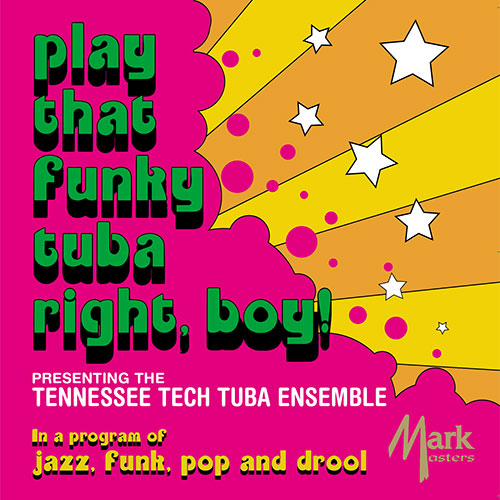 play
that
funky
tuba
right, boy!
PRESENTING THE
TENNESSEE TECH TUBA ENSEMBLE
In a program of
jazz, funk, pop and drool
Mark
Masters